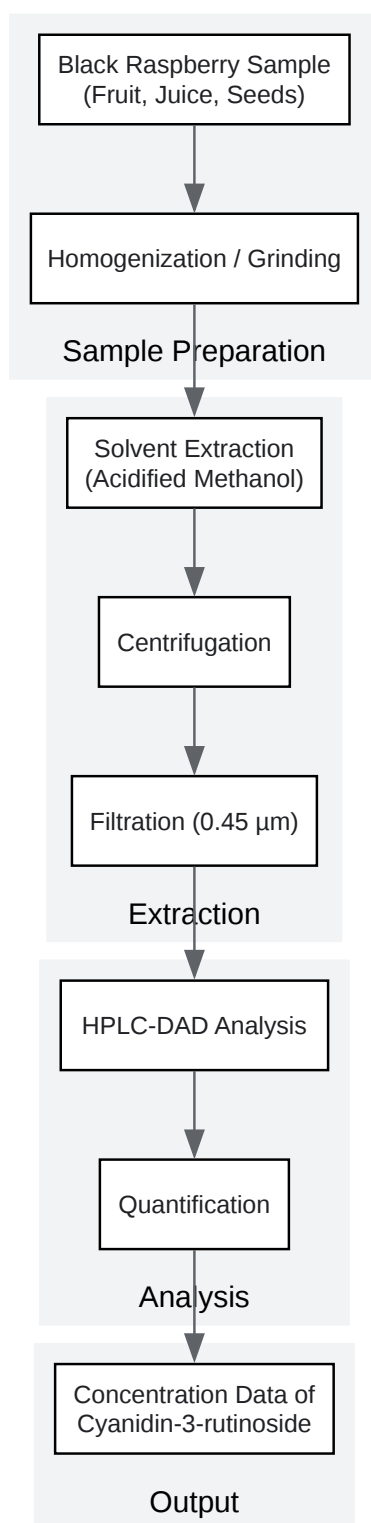 Black Raspberry Sample
(Fruit, Juice, Seeds)
Homogenization / Grinding
Sample Preparation
Solvent Extraction
(Acidified Methanol)
Centrifugation
Filtration (0.45 µm)
Extraction
HPLC-DAD Analysis
Quantification
Analysis
Concentration Data of
Cyanidin-3-rutinoside
Output